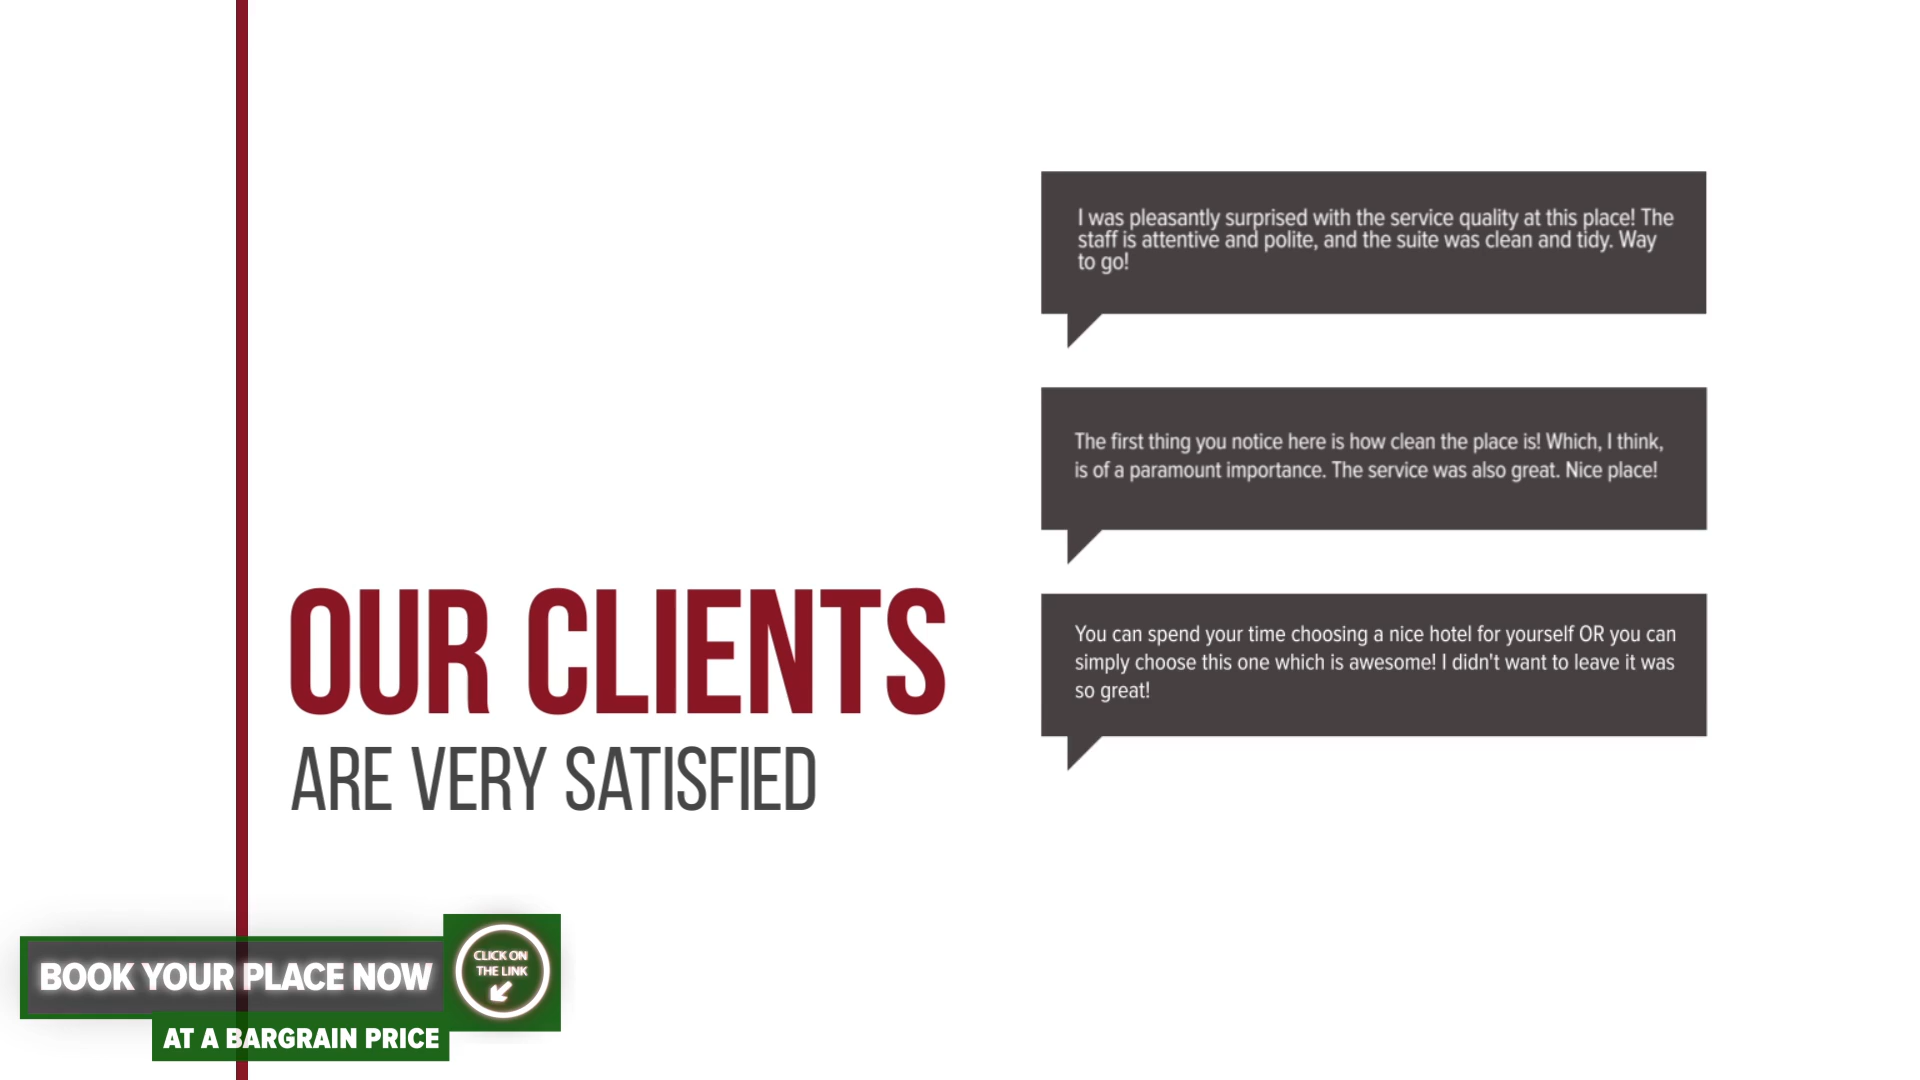 I was pleasantly surprised with the service quality at this place! The
staff is attentive and polite, and the suite was clean and tidy. Way
to go!
The first thing you notice here is how clean the place is! Which, I think,
is of a paramount importance. The service was also great. Nice place!
You can spend your time choosing a nice hotel for yourself OR you can
simply choose this one which is awesome! I didn't want to leave it was
so great!
OUR CLIENTS
ARE VERY SATISFIED
BOOK YOUR PLACE NOW
CLICK ON
THE LINK
AT A BARGRAIN PRICE